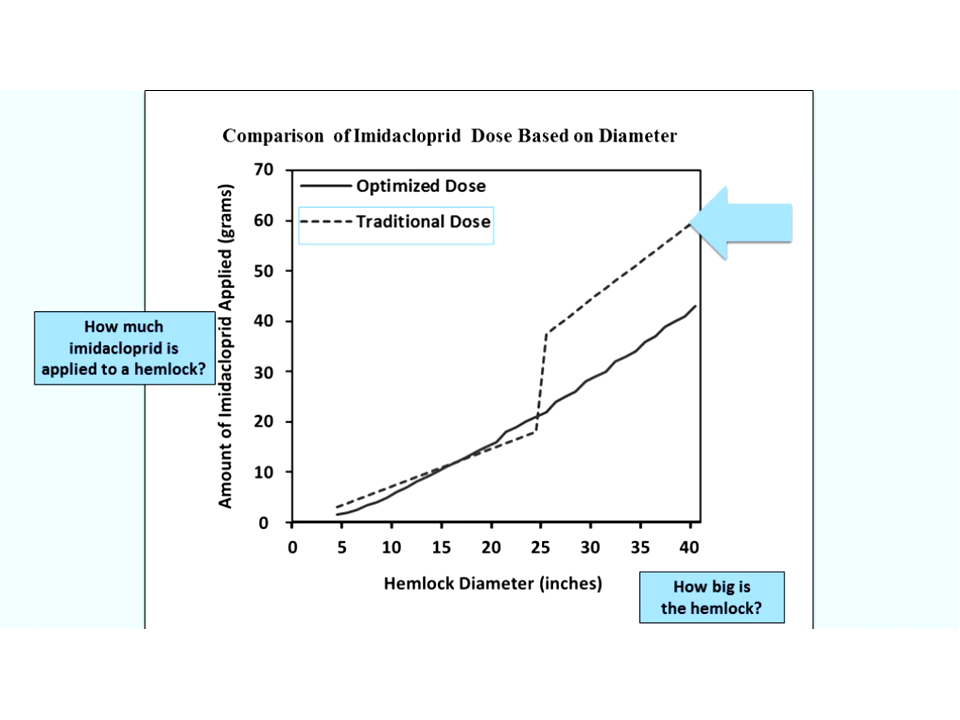 Comparison of Imidacloprid Dose Based on Diameter
70
60
50
40
30
20
10
0
Amount of Imidacloprid Applied (grams)
Optimized Dose
Traditional Dose
How much
imidacloprid is
applied to a hemlock?
0 5 10 15 20 25 30 35 40
Hemlock Diameter (inches)
How big is
the hemlock?